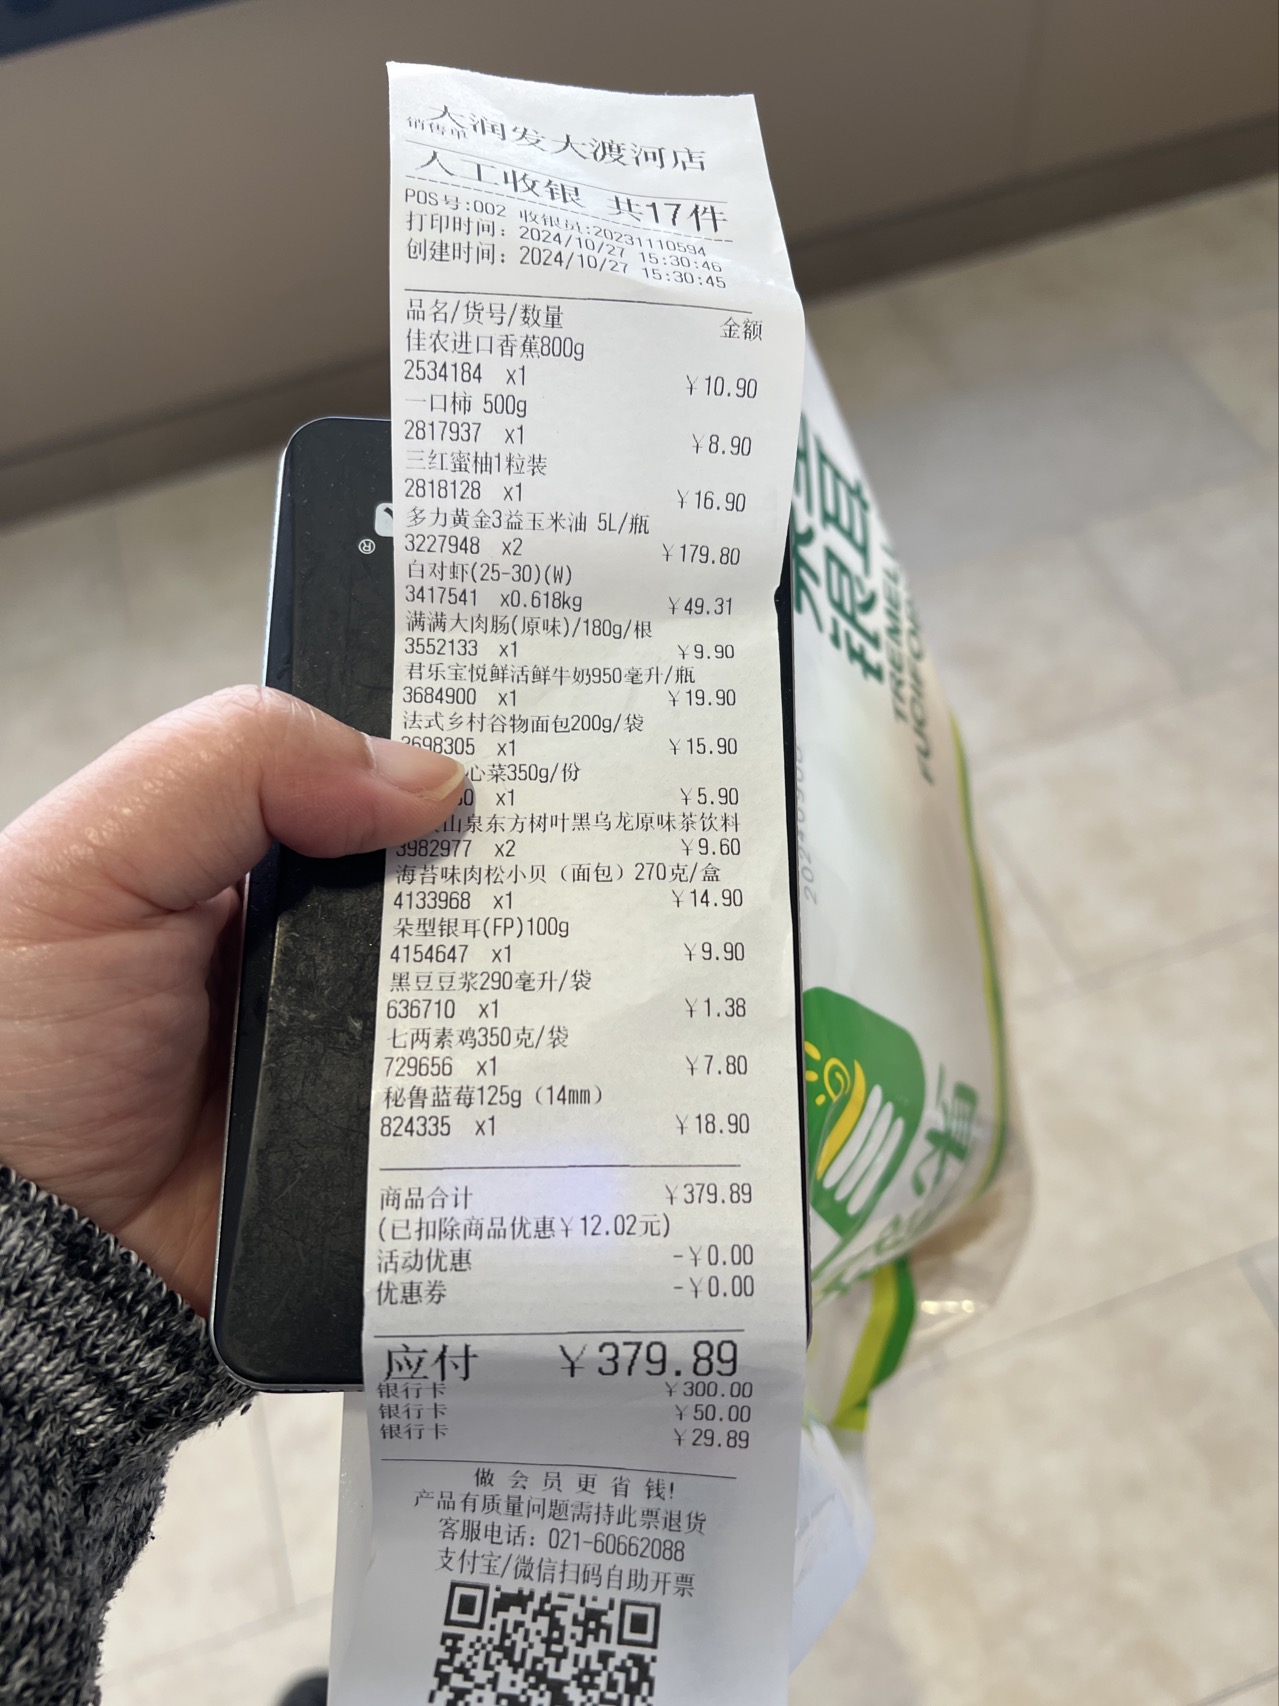 大润发大渡河店
销售单
人工收银 共17件
POS号:002 收银员:20231110594
打印时间: 2024/10/27 15:30:46
创建时间: 2024/10/27 15:30:45
品名/货号/数量 金额
佳农进口香蕉800g
2534184 x1 ¥10.90
一口柿 500g
2817937 x1 ¥8.90
三红蜜柚1粒装
2818128 x1 ¥16.90
多力黄金3益玉米油 5L/瓶
3227948 x2 ¥179.80
白对虾(25-30)(W)
3417541 x0.618kg ¥49.31
满满大肉肠(原味)/180g/根
3552133 x1 ¥9.90
君乐宝悦鲜活鲜牛奶950毫升/瓶
3684900 x1 ¥19.90
法式乡村谷物面包200g/袋
3698305 x1 ¥15.90
心菜350g/份
0 x1 ¥5.90
山泉东方树叶黑乌龙原味茶饮料
3982977 x2 ¥9.60
海苔味肉松小贝（面包）270克/盒
4133968 x1 ¥14.90
朵型银耳(FP)100g
4154647 x1 ¥9.90
黑豆豆浆290毫升/袋
636710 x1 ¥1.38
七两素鸡350克/袋
729656 x1 ¥7.80
秘鲁蓝莓125g（14mm）
824335 x1 ¥18.90
商品合计 ¥379.89
(已扣除商品优惠¥12.02元)
活动优惠 -¥0.00
优惠券 -¥0.00
应付 ¥379.89
银行卡 ¥300.00
银行卡 ¥50.00
银行卡 ¥29.89
做会员更省钱!
产品有质量问题需持此票退货
客服电话: 021-60662088
支付宝/微信扫码自助开票
®
银耳